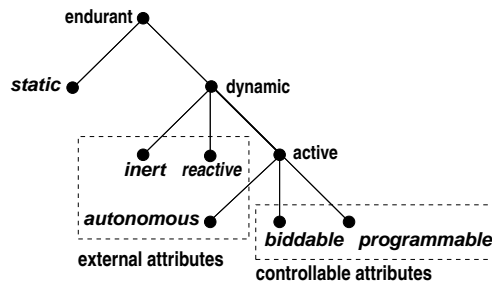 endurant
static
dynamic
inert reactive
active
autonomous
biddable programmable
external attributes
controllable attributes